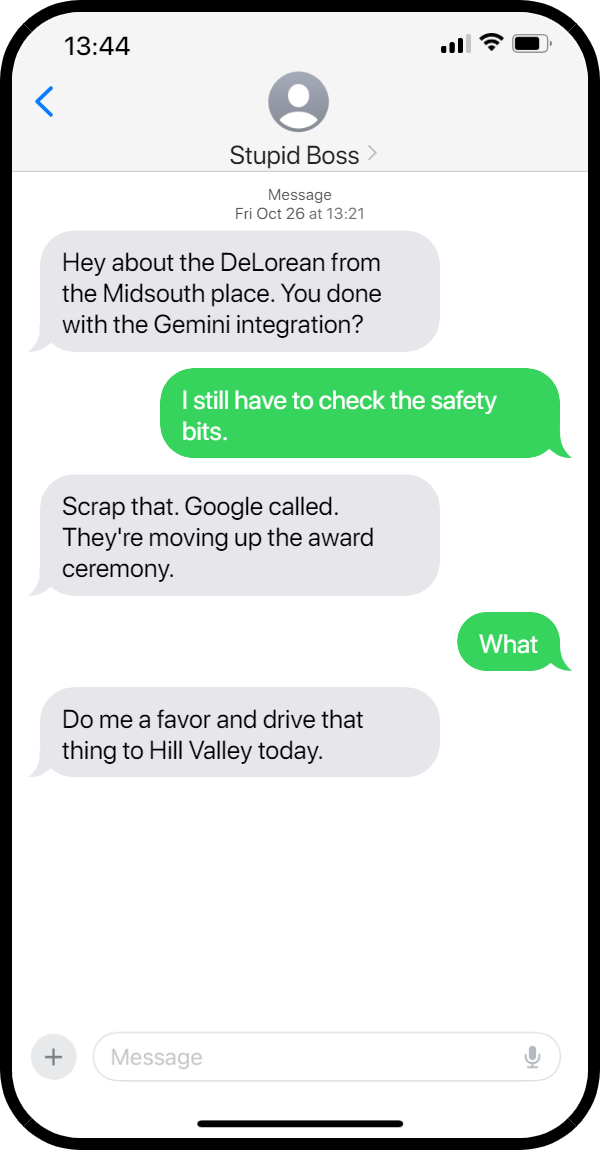 13:44
Stupid Boss
Message
Fri Oct 26 at 13:21
Hey about the DeLorean from
the Midsouth place. You done
with the Gemini integration?
I still have to check the safety
bits.
Scrap that. Google called.
They're moving up the award
ceremony.
What
Do me a favor and drive that
thing to Hill Valley today.
Message